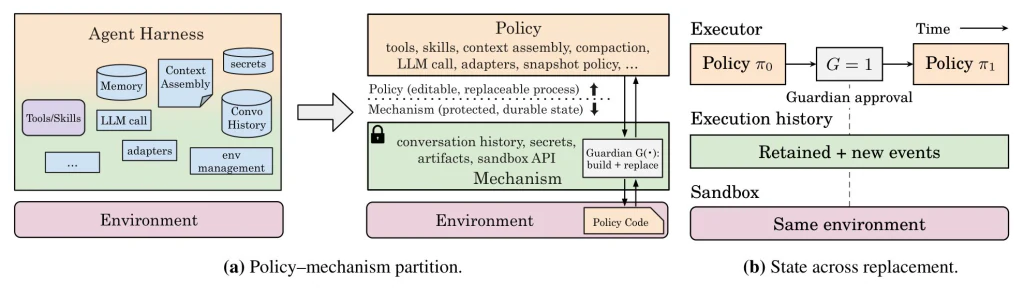 Agent Harness
Memory
Context
Assembly
secrets
Tools/Skills
LLM call
Convo
History
...
adapters
env
management
Environment
Policy
tools, skills, context assembly, compaction,
LLM call, adapters, snapshot policy, ...
Policy (editable, replaceable process)
Mechanism (protected, durable state)
conversation history, secrets,
artifacts, sandbox API
Mechanism
Guardian G(·):
build + replace
Environment
Policy Code
(a) Policy–mechanism partition.
Executor
Time
Policy π0
G = 1
Policy π1
Guardian approval
Execution history
Retained + new events
Sandbox
Same environment
(b) State across replacement.